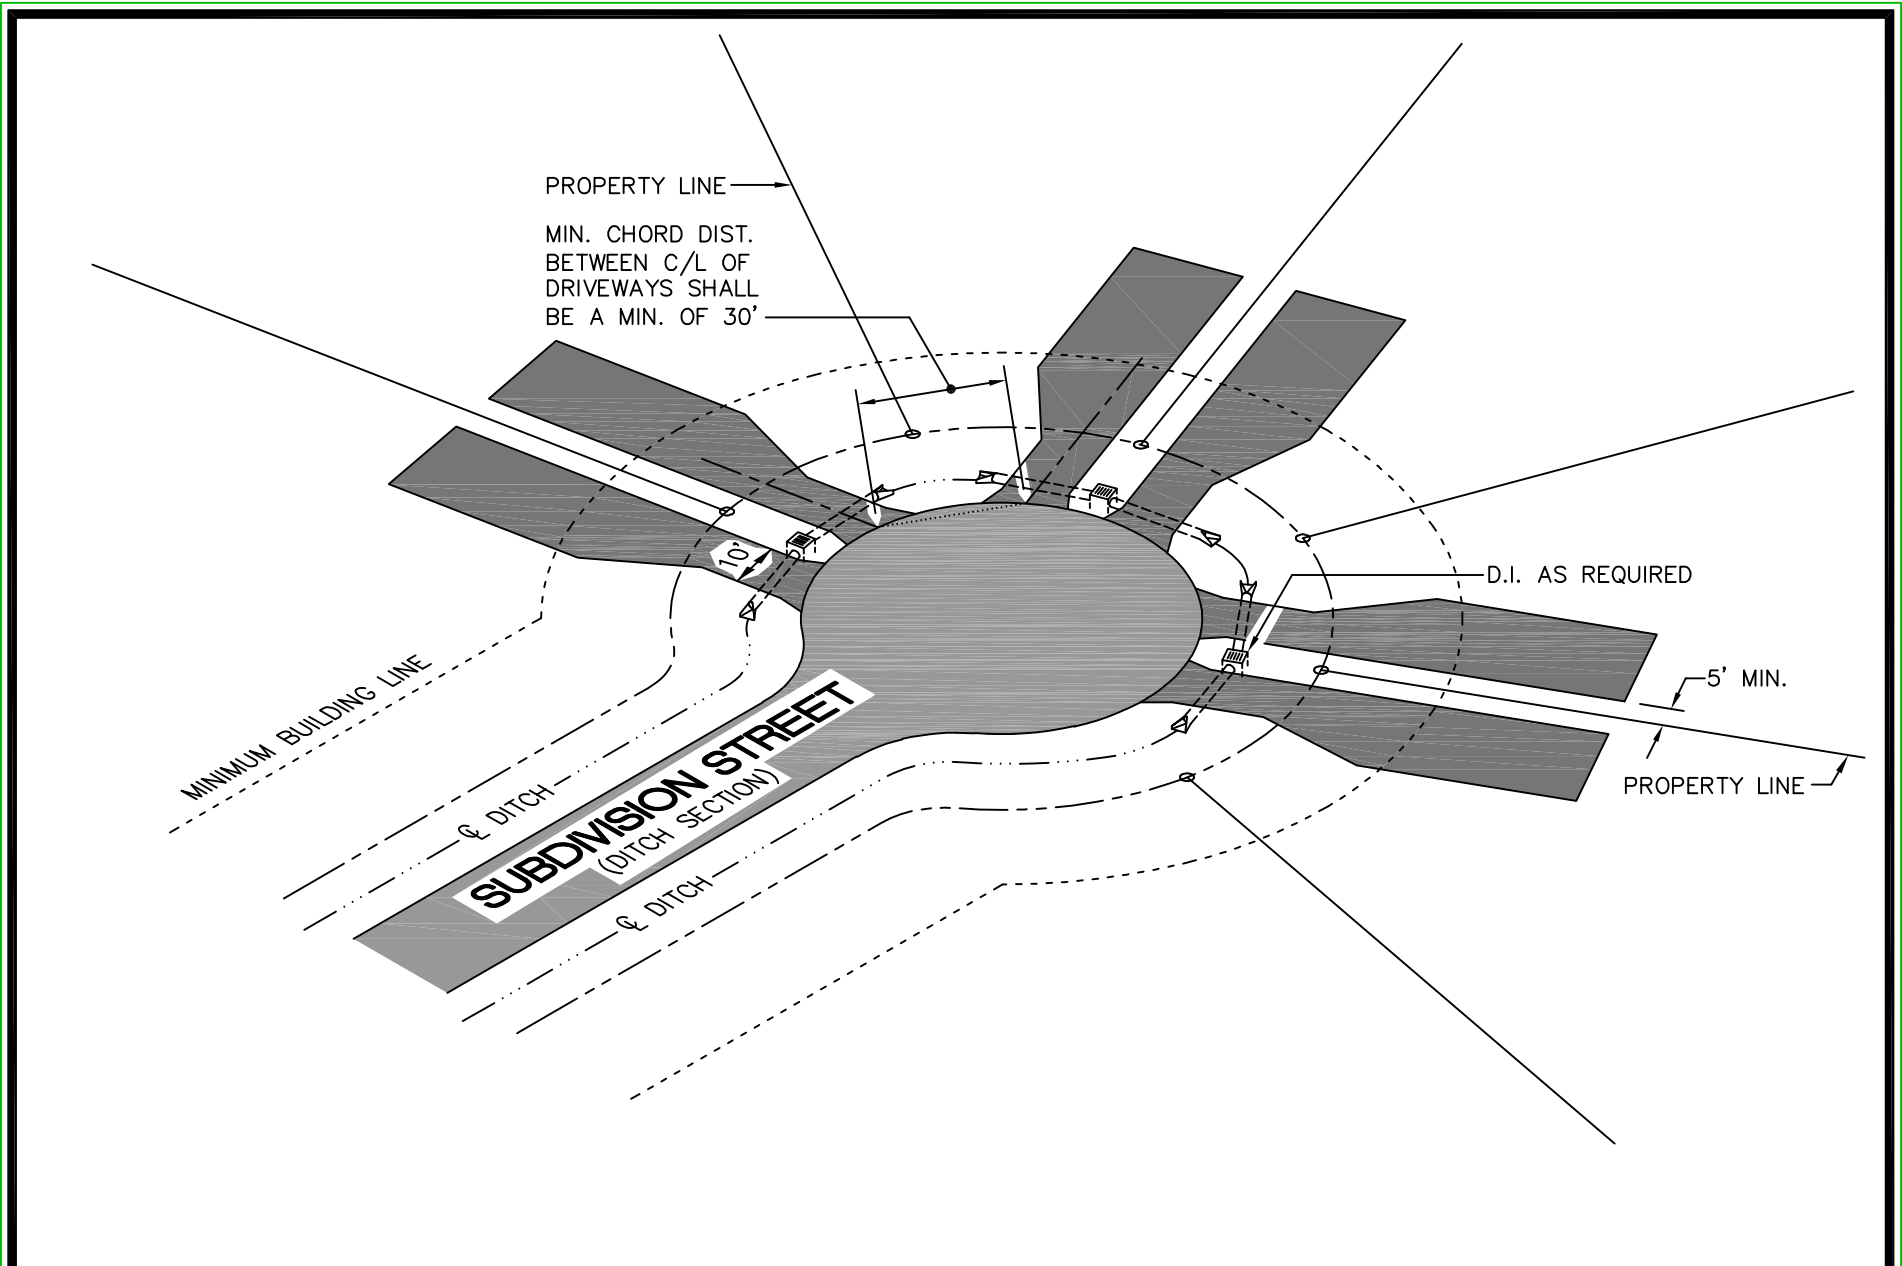 PROPERTY LINE
MIN. CHORD DIST.
BETWEEN C/L OF
DRIVEWAYS SHALL
BE A MIN. OF 30'
10'
D.I. AS REQUIRED
5' MIN.
PROPERTY LINE
MINIMUM BUILDING LINE
℄ DITCH
SUBDIVISION STREET
(DITCH SECTION)
℄ DITCH